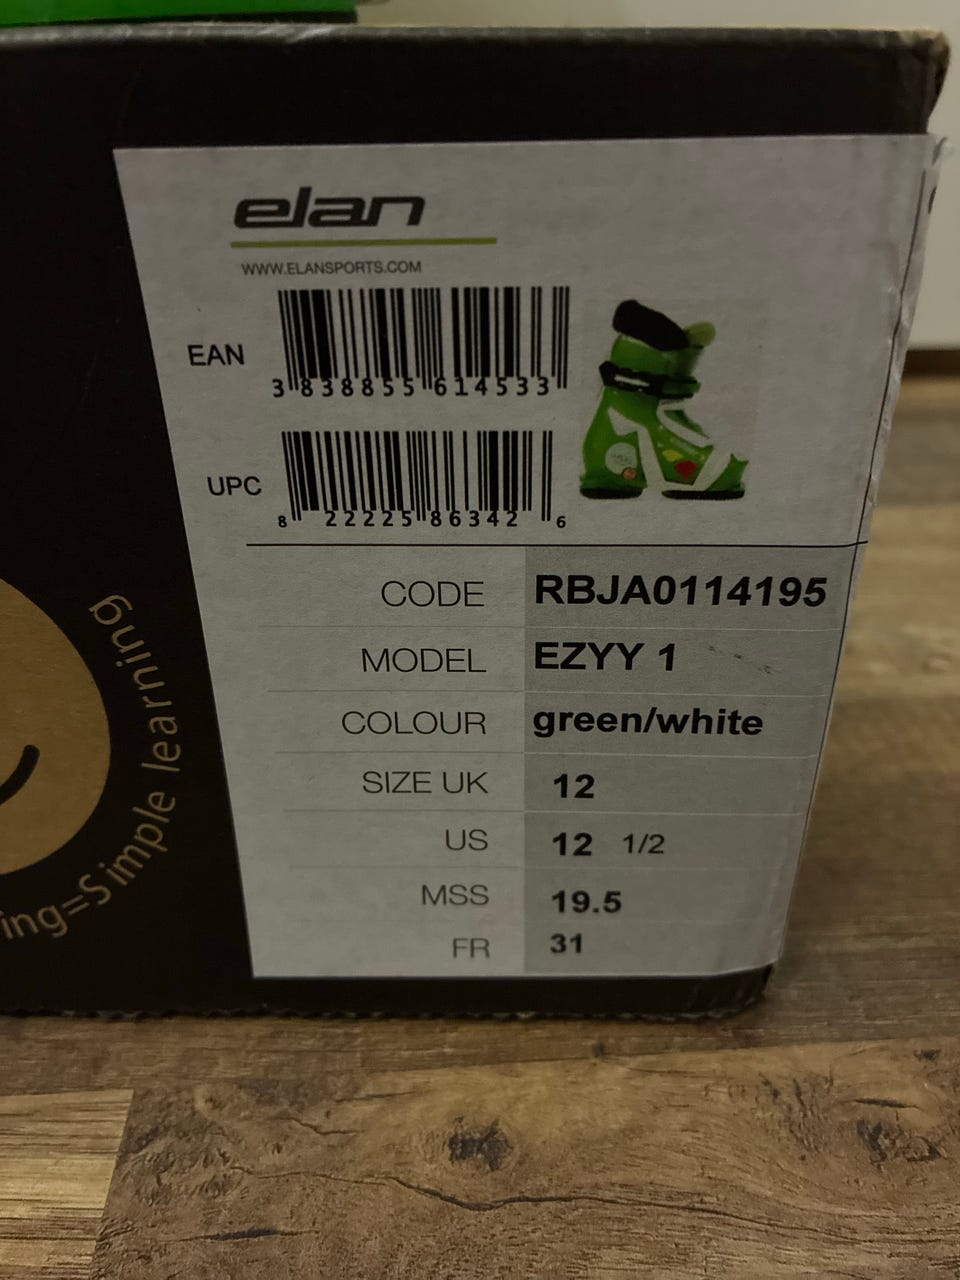 elan
WWW.ELANSPORTS.COM
EAN
3 838855 614533
UPC
8 22225 86342 6
CODE RBJA0114195
MODEL EZYY 1
COLOUR green/white
SIZE UK 12
US 12 1/2
MSS 19.5
FR 31
ing=Simple learning